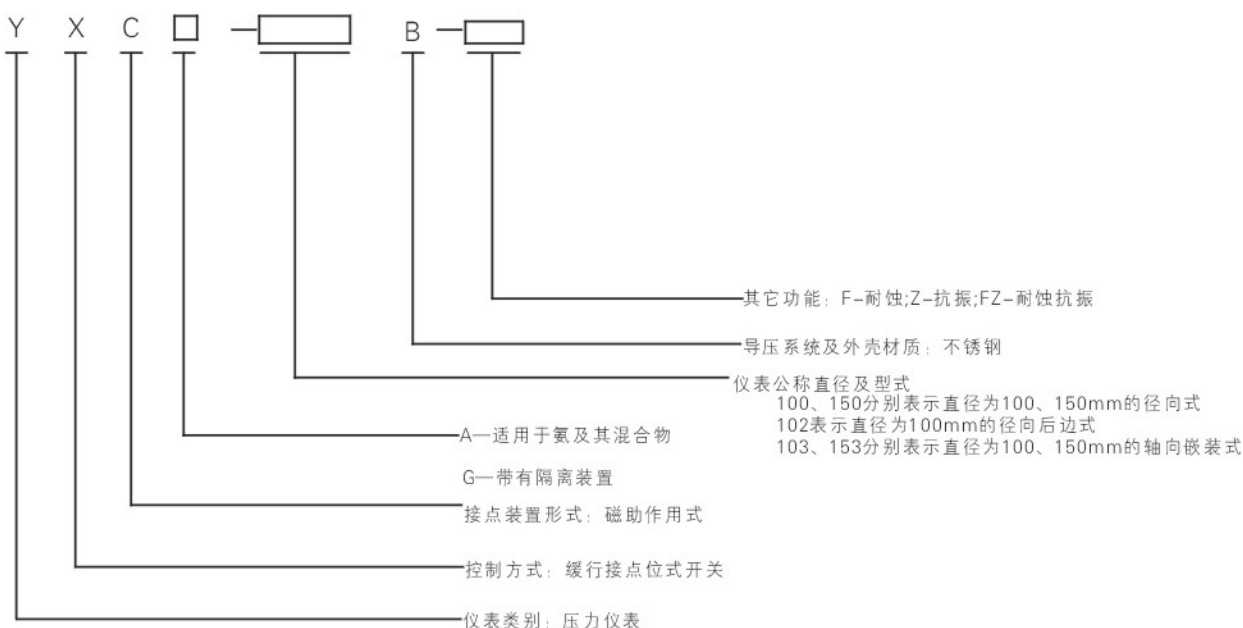 Y X C □ — □ B — □
其它功能：F-耐蚀;Z-抗振;FZ-耐蚀抗振
导压系统及外壳材质：不锈钢
仪表公称直径及型式
100、150分别表示直径为100、150mm的径向式
102表示直径为100mm的径向后边式
103、153分别表示直径为100、150mm的轴向嵌装式
A—适用于氨及其混合物
G—带有隔离装置
接点装置形式：磁助作用式
控制方式：缓行接点位式开关
仪表类别：压力仪表